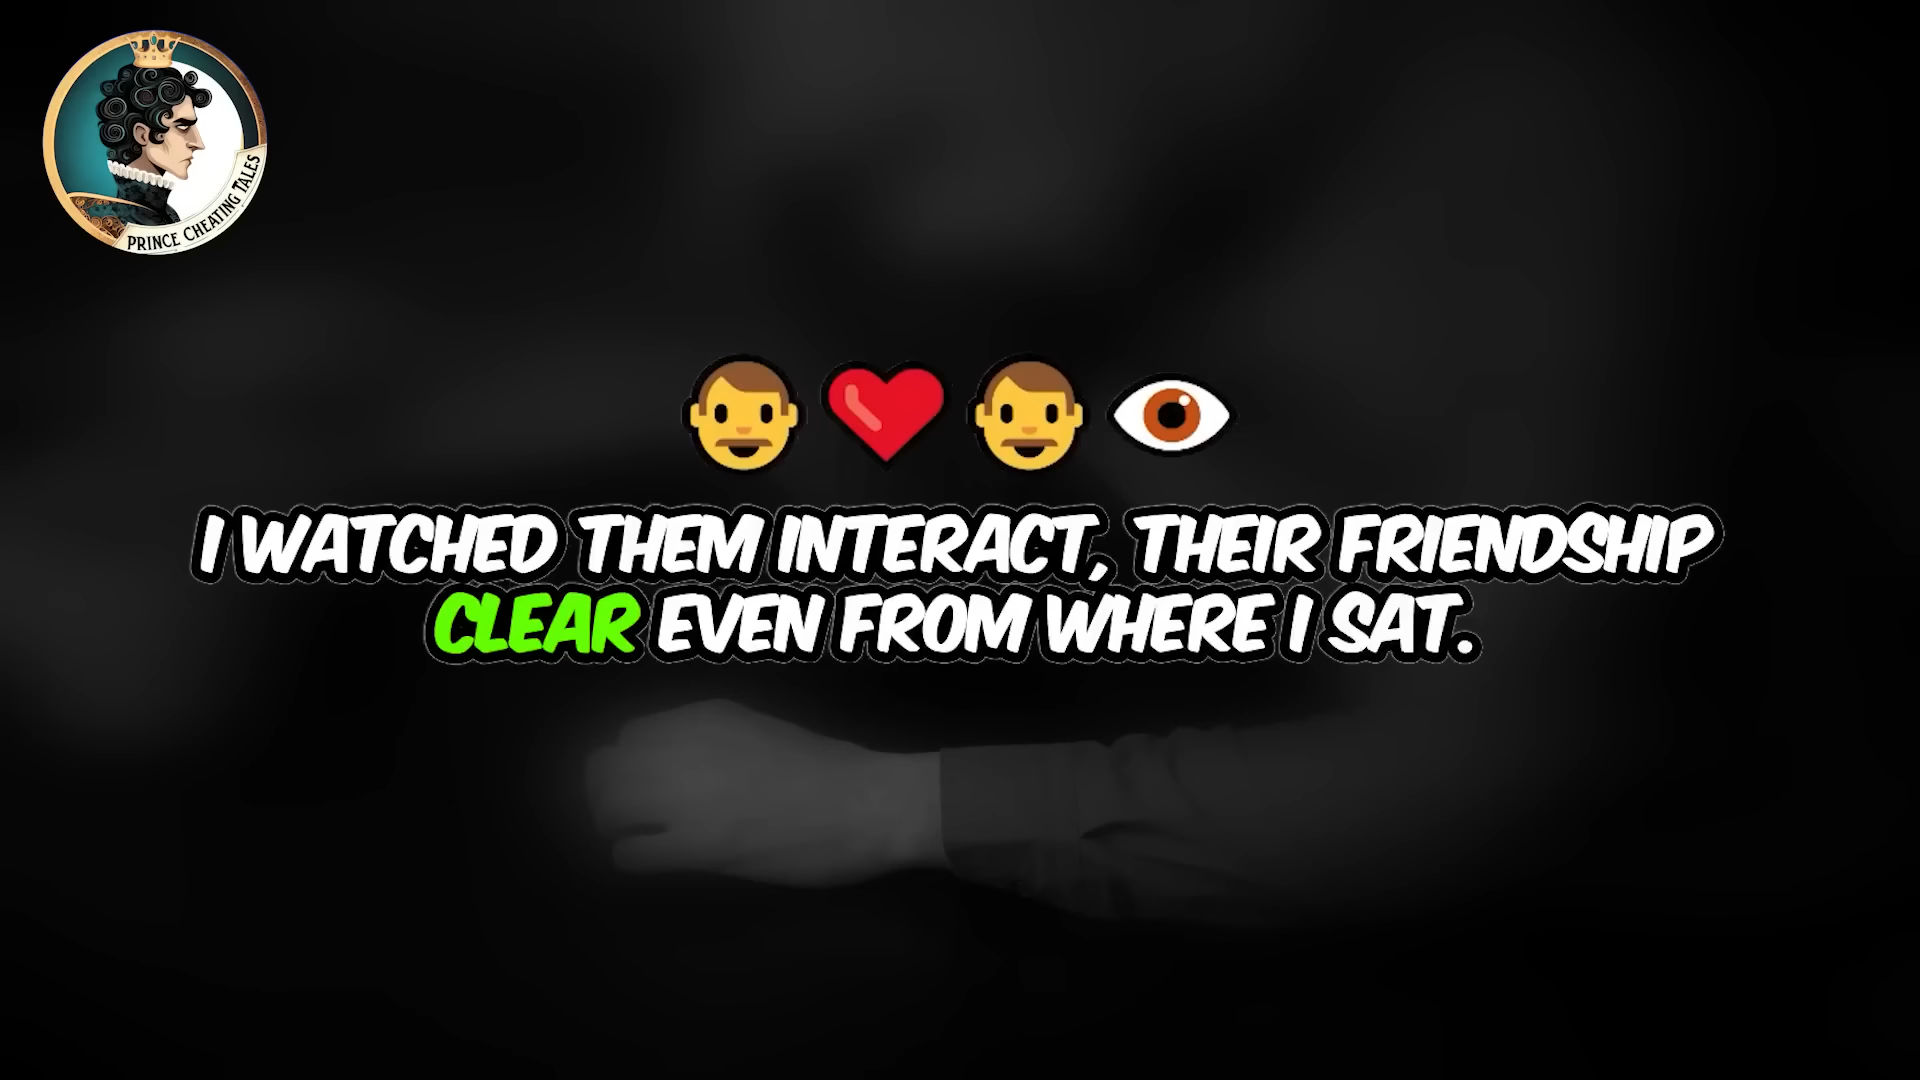 PRINCE CHEATING TALES
I WATCHED THEM INTERACT, THEIR FRIENDSHIP
CLEAR EVEN FROM WHERE I SAT.